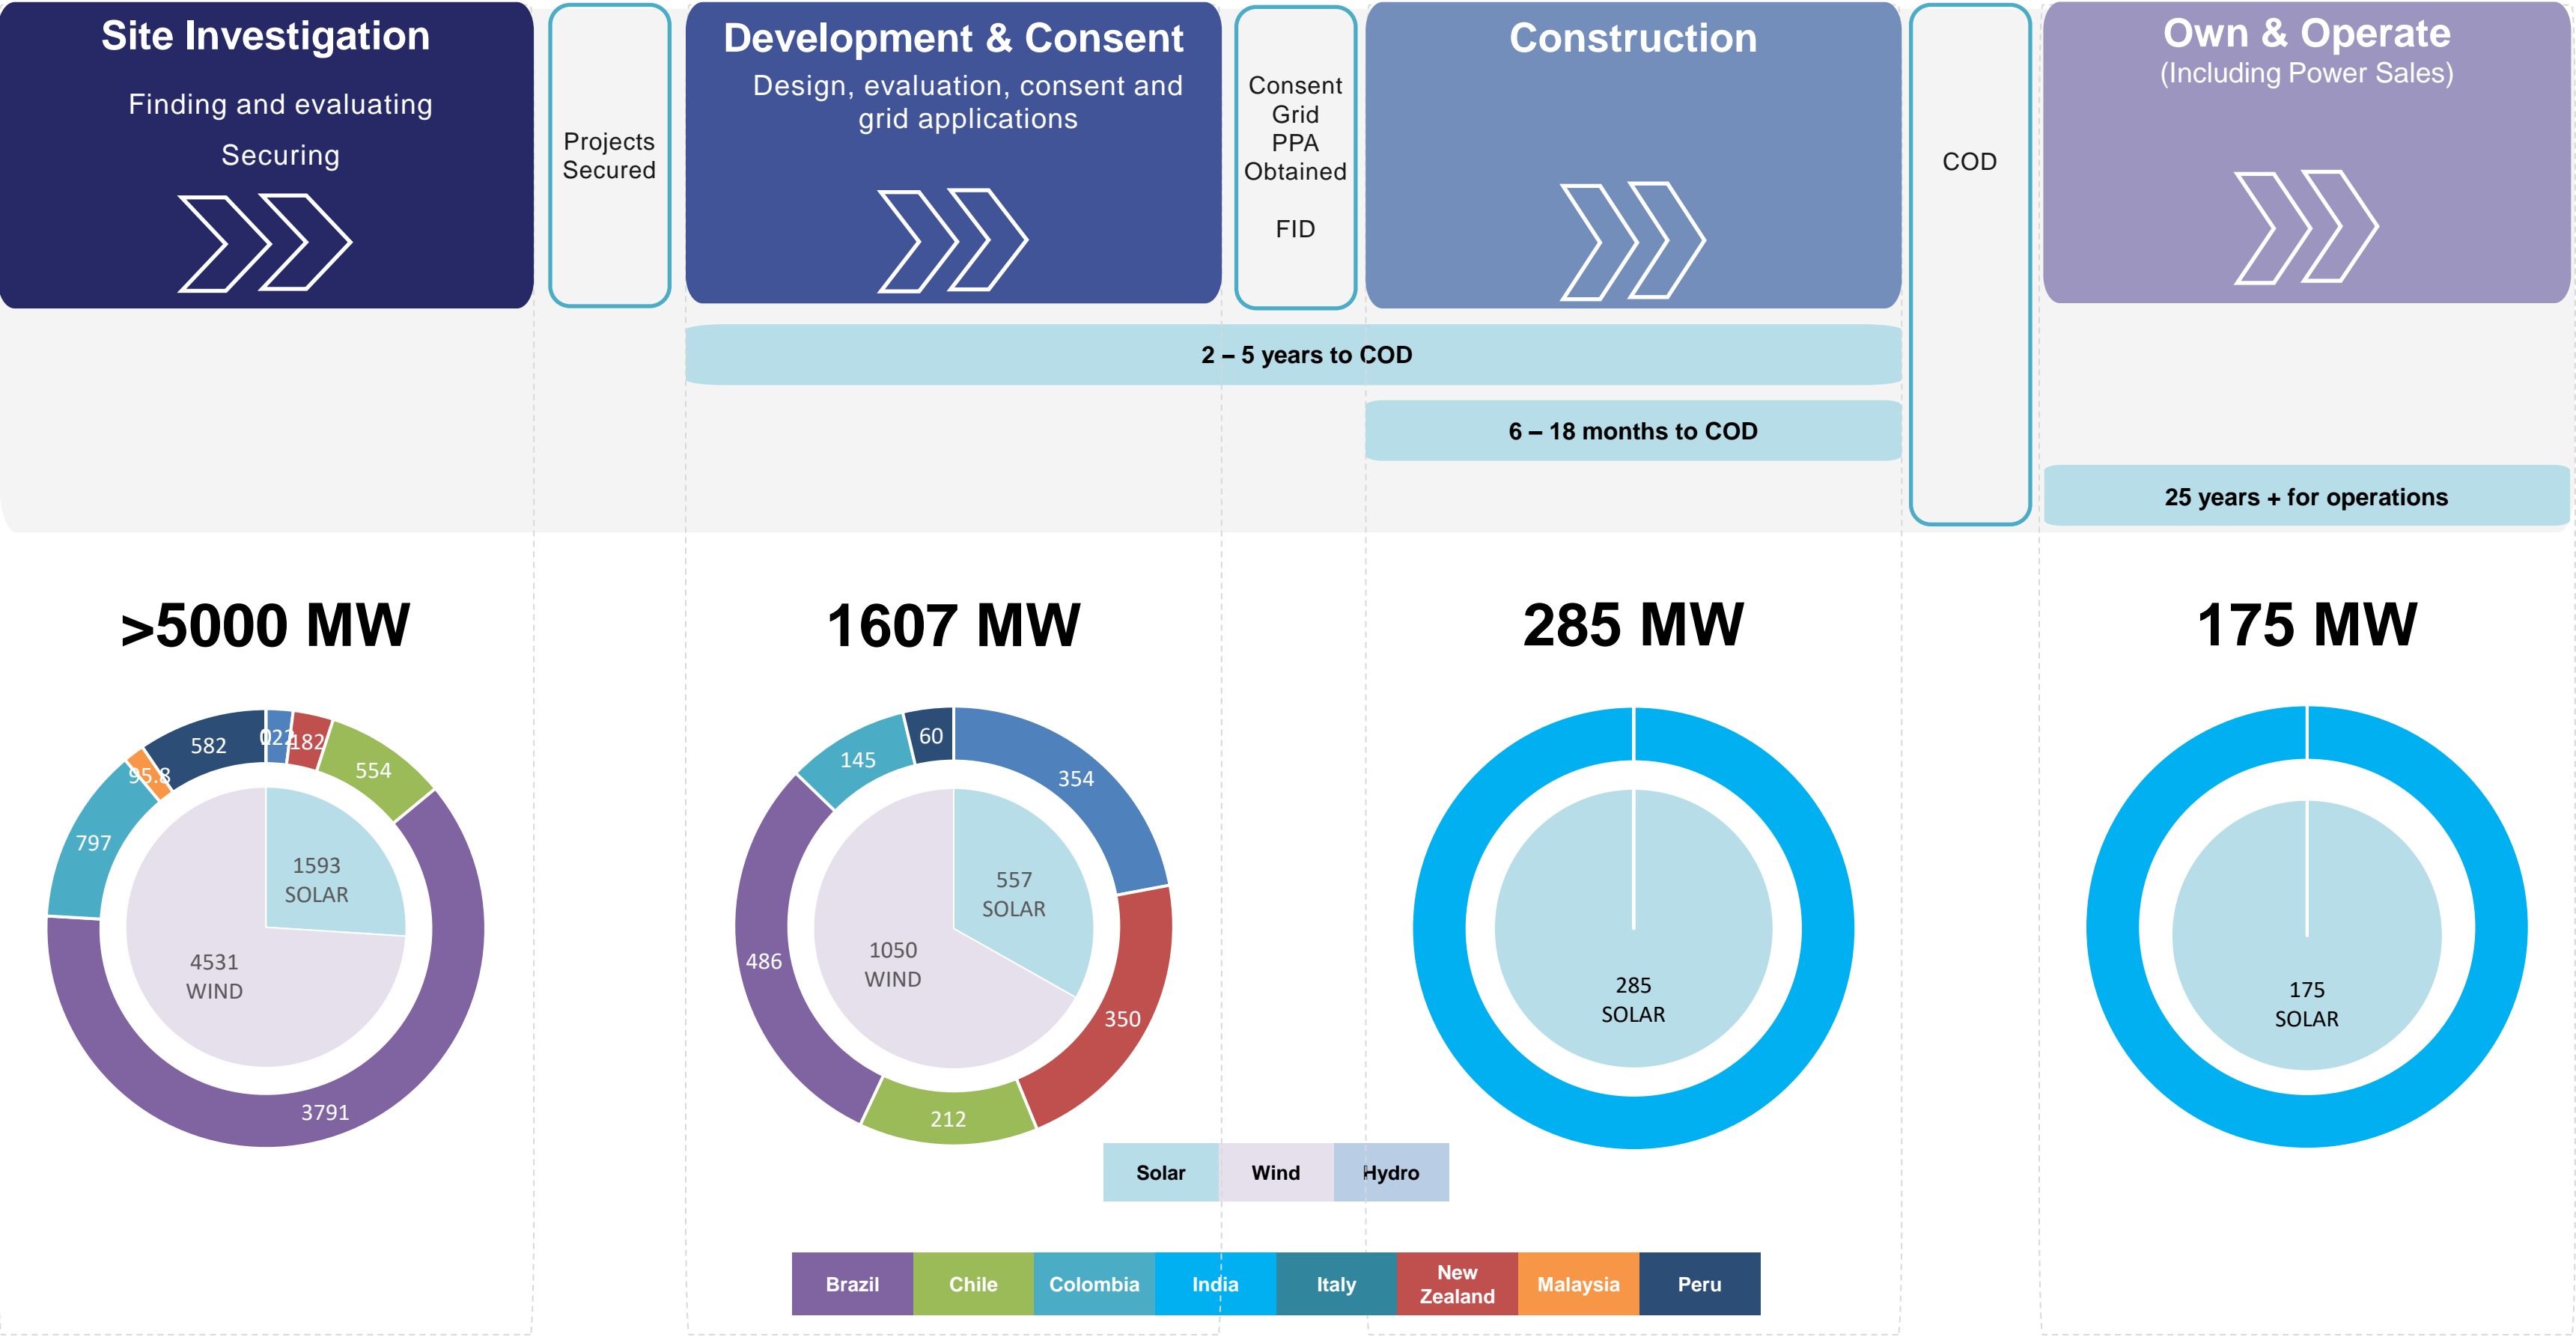 Site Investigation
Finding and evaluating
Securing
Projects
Secured
Development & Consent
Design, evaluation, consent and
grid applications
Consent
Grid
PPA
Obtained
FID
Construction
COD
Own & Operate
(Including Power Sales)
2 – 5 years to COD
6 – 18 months to COD
25 years + for operations
>5000 MW
1607 MW
285 MW
175 MW
582
182
554
95.8
797
3791
1593
SOLAR
4531
WIND
60
354
145
486
350
212
557
SOLAR
1050
WIND
285
SOLAR
175
SOLAR
Solar
Wind
Hydro
Brazil
Chile
Colombia
India
Italy
New
Zealand
Malaysia
Peru